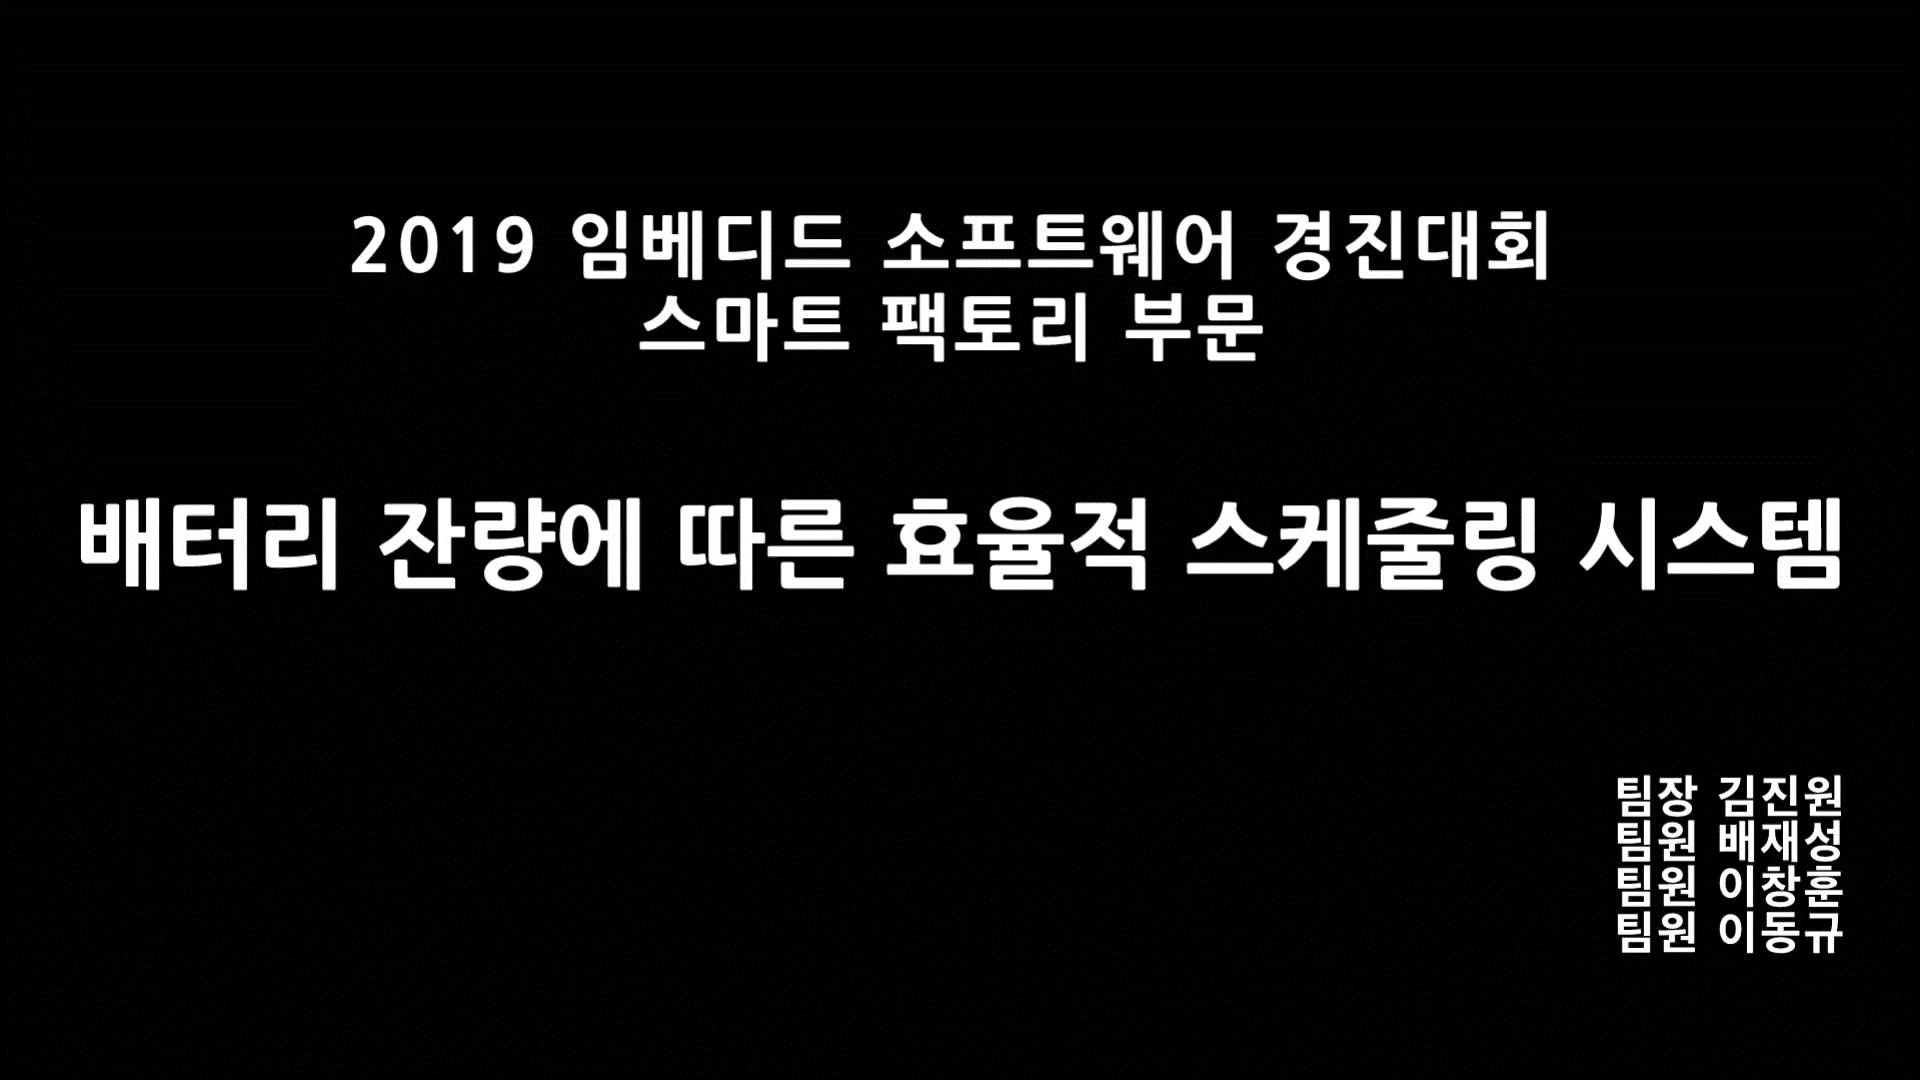 2019 임베디드 소프트웨어 경진대회
스마트 팩토리 부문
배터리 잔량에 따른 효율적 스케줄링 시스템
팀장 김진원
팀원 배재성
팀원 이창훈
팀원 이동규